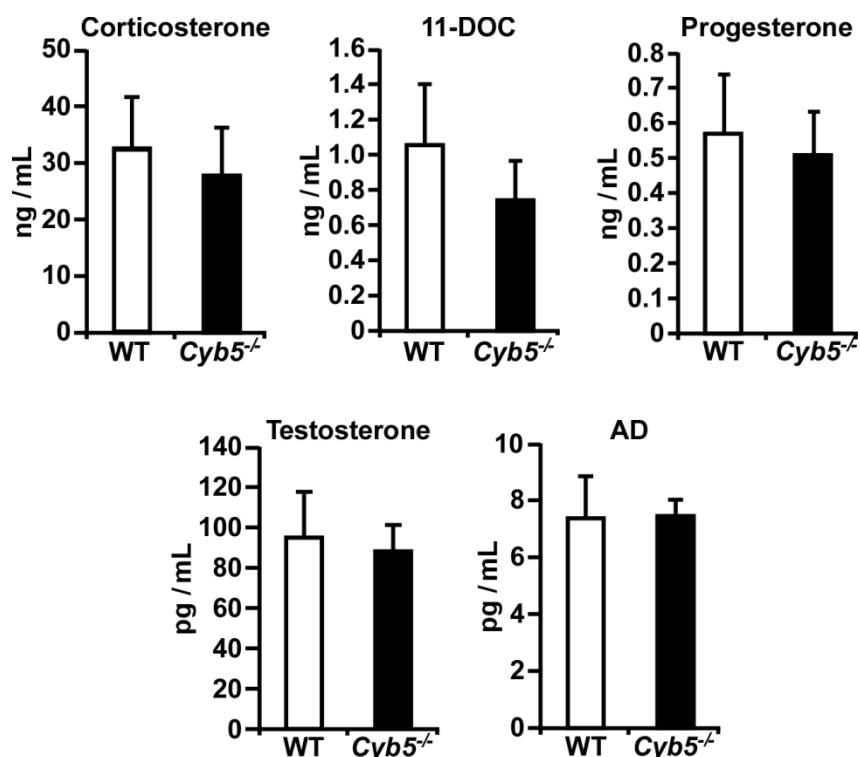 Corticosterone
50
40
30
20
10
0
ng / mL
WT Cyb5-/-
11-DOC
1.6
1.4
1.2
1.0
0.8
0.6
0.4
0.2
0
ng / mL
WT Cyb5-/-
Progesterone
0.8
0.7
0.6
0.5
0.4
0.3
0.2
0.1
0
ng / mL
WT Cyb5-/-
Testosterone
140
120
100
80
60
40
20
0
pg / mL
WT Cyb5-/-
AD
10
8
6
4
2
0
pg / mL
WT Cyb5-/-